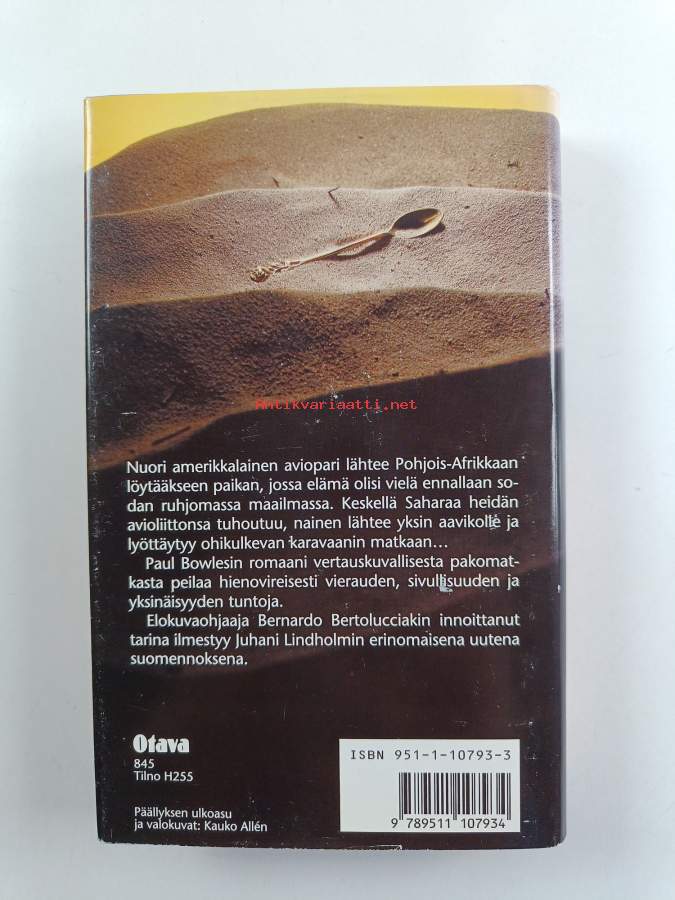 Antikvariaatti.net
Nuori amerikkalainen aviopari lähtee Pohjois-Afrikkaan
löytääkseen paikan, jossa elämä olisi vielä ennallaan so-
dan ruhjomassa maailmassa. Keskellä Saharaa heidän
avioliittonsa tuhoutuu, nainen lähtee yksin aavikolle ja
lyöttäytyy ohikulkevan karavaanin matkaan...
Paul Bowlesin romaani vertauskuvallisesta pakomat-
kasta peilaa hienovireisesti vierauden, sivullisuuden ja
yksinäisyyden tuntoja.
Elokuvaohjaaja Bernardo Bertolucciakin innoittanut
tarina ilmestyy Juhani Lindholmin erinomaisena uutena
suomennoksena.
Otava
845
Tilno H255
Päällyksen ulkoasu
ja valokuvat: Kauko Allén
ISBN 951-1-10793-3
9 789511 107934